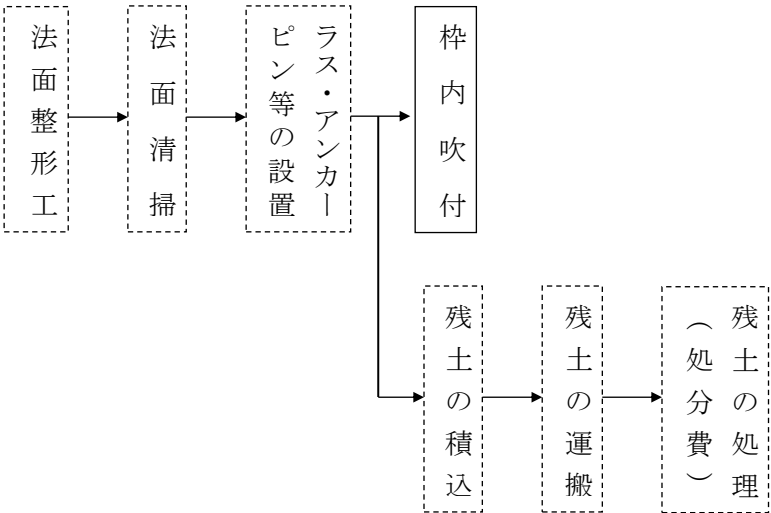 法面整形工
法面清掃
ラス・アンカー
ピン等の設置
枠内吹付
残土の積込
残土の運搬
残土の処理
（処分費）